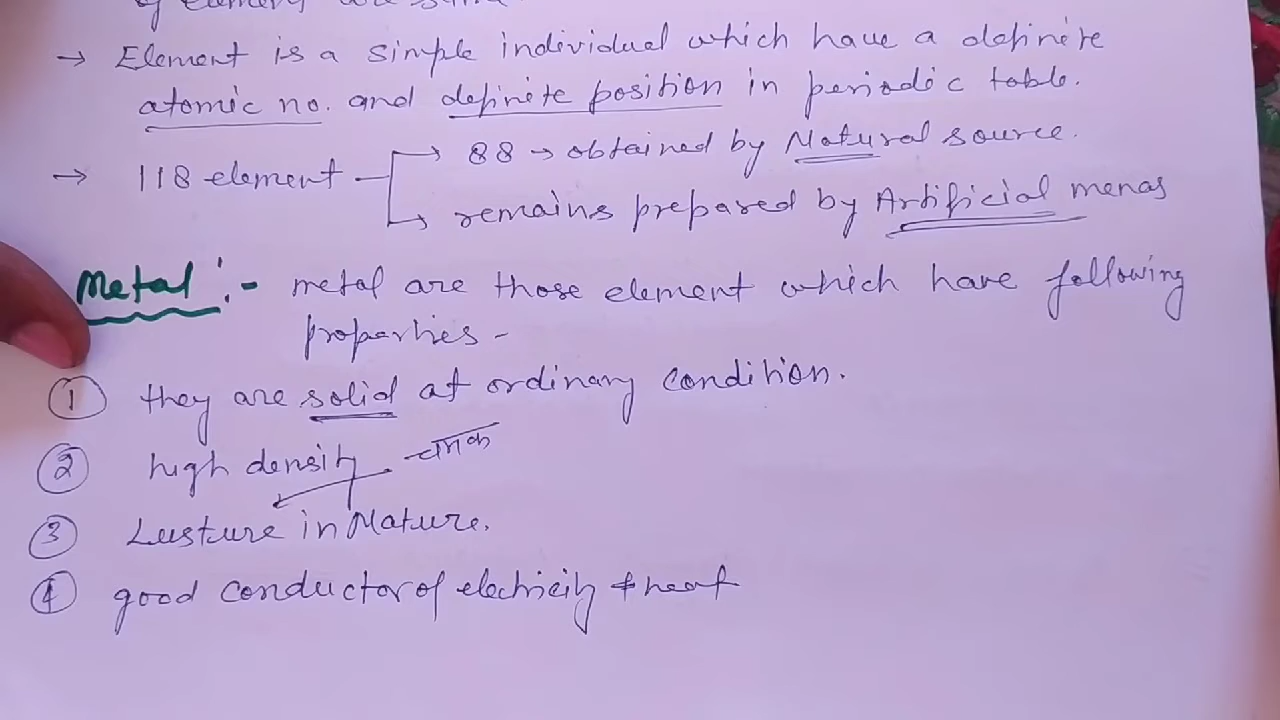 → Element is a simple individual which have a definite
atomic no. and definite position in periodic table.
→ 118 element → 88 → obtained by Natural source.
→ remains prepared by Artificial menas
Metal :- metal are those element which have following
properties -
① they are solid at ordinary condition.
② high density चमक
③ Lusture in Nature.
④ good conductor of electricity & heat